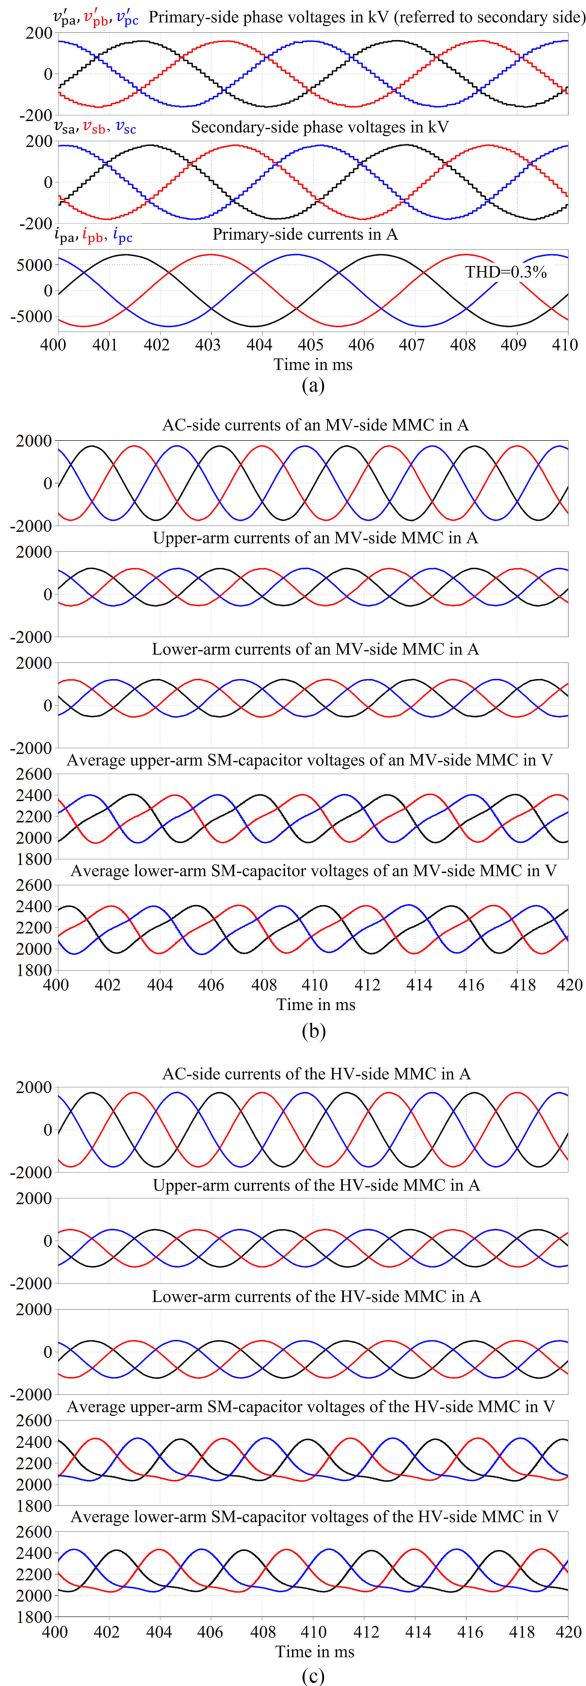 v′pa, v′pb, v′pc Primary-side phase voltages in kV (referred to secondary side)
200
0
-200
vsa, vsb, vsc Secondary-side phase voltages in kV
200
0
-200
ipa, ipb, ipc Primary-side currents in A
5000
THD=0.3%
0
-5000
400 401 402 403 404 405 406 407 408 409 410
Time in ms
(a)
AC-side currents of an MV-side MMC in A
2000
0
-2000
Upper-arm currents of an MV-side MMC in A
2000
0
-2000
Lower-arm currents of an MV-side MMC in A
2000
0
-2000
Average upper-arm SM-capacitor voltages of an MV-side MMC in V
2600
2400
2200
2000
1800
Average lower-arm SM-capacitor voltages of an MV-side MMC in V
2600
2400
2200
2000
1800
400 402 404 406 408 410 412 414 416 418 420
Time in ms
(b)
AC-side currents of the HV-side MMC in A
2000
0
-2000
Upper-arm currents of the HV-side MMC in A
2000
0
-2000
Lower-arm currents of the HV-side MMC in A
2000
0
-2000
Average upper-arm SM-capacitor voltages of the HV-side MMC in V
2600
2400
2200
2000
1800
Average lower-arm SM-capacitor voltages of the HV-side MMC in V
2600
2400
2200
2000
1800
400 402 404 406 408 410 412 414 416 418 420
Time in ms
(c)